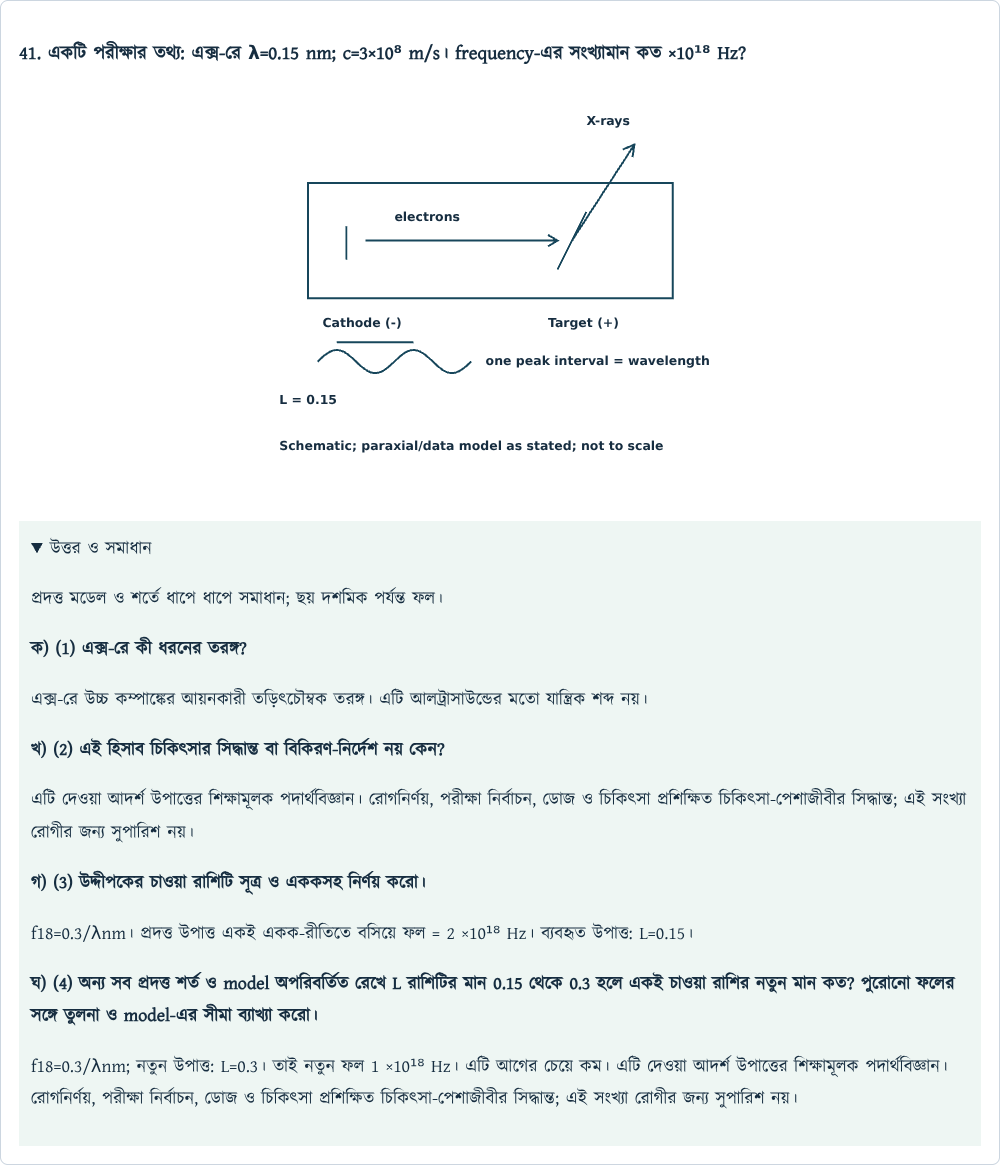 41. একটি পরীক্ষার তথ্য: এক্স-রে λ=0.15 nm; c=3×10⁸ m/s। frequency-এর সংখ্যামান কত ×10¹⁸ Hz?
X-rays
electrons
Cathode (-) Target (+)
one peak interval = wavelength
L = 0.15
Schematic; paraxial/data model as stated; not to scale
▼ উত্তর ও সমাধান
প্রদত্ত মডেল ও শর্তে ধাপে ধাপে সমাধান; ছয় দশমিক পর্যন্ত ফল।
ক) (1) এক্স-রে কী ধরনের তরঙ্গ?
এক্স-রে উচ্চ কম্পাঙ্কের আয়নকারী তড়িৎচৌম্বক তরঙ্গ। এটি আলট্রাসাউন্ডের মতো যান্ত্রিক শব্দ নয়।
খ) (2) এই হিসাব চিকিৎসার সিদ্ধান্ত বা বিকিরণ-নির্দেশ নয় কেন?
এটি দেওয়া আদর্শ উপাত্তের শিক্ষামূলক পদার্থবিজ্ঞান। রোগনির্ণয়, পরীক্ষা নির্বাচন, ডোজ ও চিকিৎসা প্রশিক্ষিত চিকিৎসা-পেশাজীবীর সিদ্ধান্ত; এই সংখ্যা
রোগীর জন্য সুপারিশ নয়।
গ) (3) উদ্দীপকের চাওয়া রাশিটি সূত্র ও এককসহ নির্ণয় করো।
f18=0.3/λnm। প্রদত্ত উপাত্ত একই একক-রীতিতে বসিয়ে ফল = 2 ×10¹⁸ Hz। ব্যবহৃত উপাত্ত: L=0.15।
ঘ) (4) অন্য সব প্রদত্ত শর্ত ও model অপরিবর্তিত রেখে L রাশিটির মান 0.15 থেকে 0.3 হলে একই চাওয়া রাশির নতুন মান কত? পুরোনো ফলের
সঙ্গে তুলনা ও model-এর সীমা ব্যাখ্যা করো।
f18=0.3/λnm; নতুন উপাত্ত: L=0.3। তাই নতুন ফল 1 ×10¹⁸ Hz। এটি আগের চেয়ে কম। এটি দেওয়া আদর্শ উপাত্তের শিক্ষামূলক পদার্থবিজ্ঞান।
রোগনির্ণয়, পরীক্ষা নির্বাচন, ডোজ ও চিকিৎসা প্রশিক্ষিত চিকিৎসা-পেশাজীবীর সিদ্ধান্ত; এই সংখ্যা রোগীর জন্য সুপারিশ নয়।